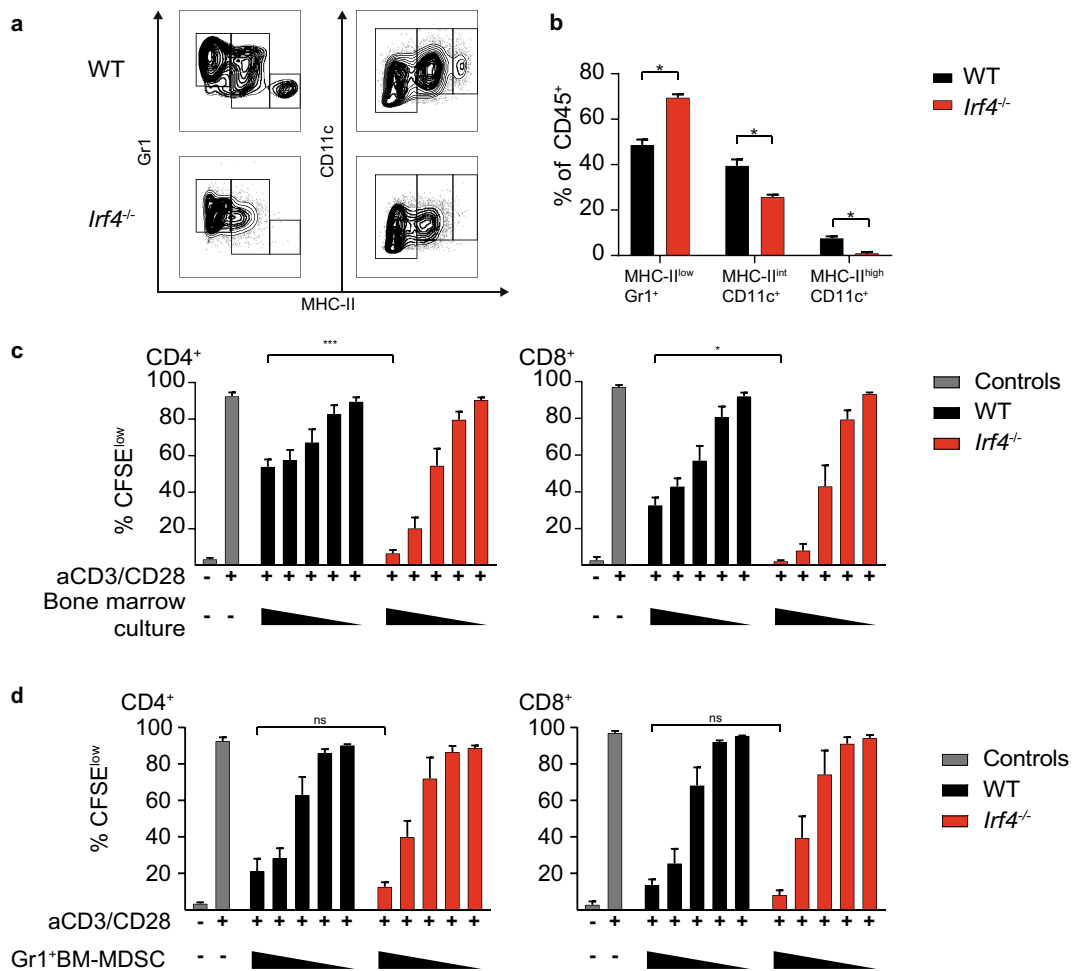 a
WT
Irf4-/-
Gr1
CD11c
MHC-II
b
% of CD45+
80
60
40
20
0
*
*
*
MHC-IIlow
Gr1+
MHC-IIint
CD11c+
MHC-IIhigh
CD11c+
WT
Irf4-/-
c
CD4+
***
% CFSElow
100
80
60
40
20
aCD3/CD28 - + + + + + + + + + + +
Bone marrow
culture - -
CD8+
*
100
80
60
40
20
- + + + + + + + + + + +
- -
Controls
WT
Irf4-/-
d
CD4+
ns
% CFSElow
100
80
60
40
20
aCD3/CD28 - + + + + + + + + + + +
Gr1+BM-MDSC - -
CD8+
ns
100
80
60
40
20
- + + + + + + + + + + +
- -
Controls
WT
Irf4-/-